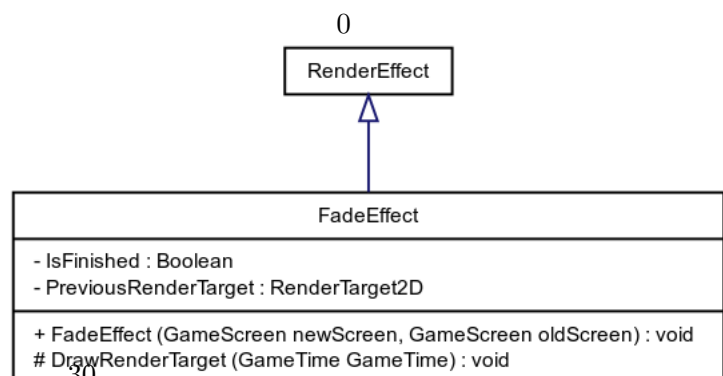 0
RenderEffect
FadeEffect
- IsFinished : Boolean
- PreviousRenderTarget : RenderTarget2D
+ FadeEffect (GameScreen newScreen, GameScreen oldScreen) : void
# DrawRenderTarget (GameTime GameTime) : void
30